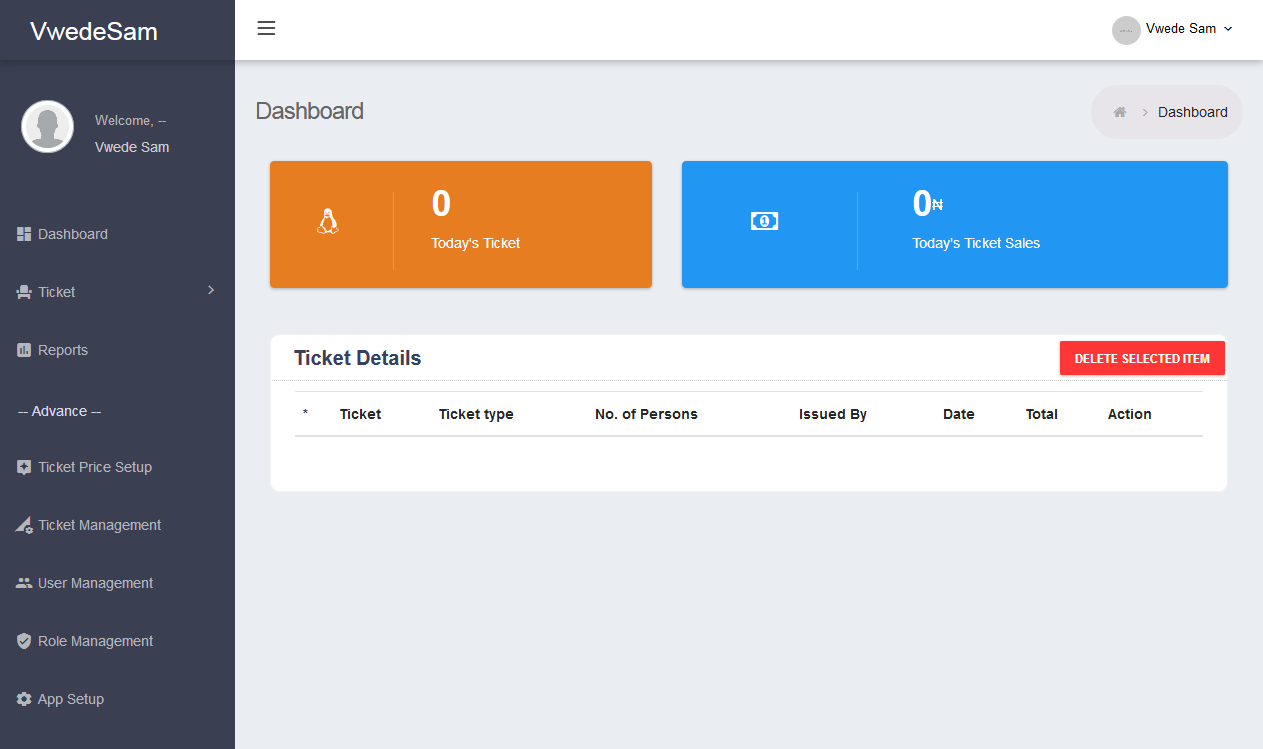 VwedeSam
Vwede Sam
Welcome, --
Vwede Sam
Dashboard
Ticket
Reports
-- Advance --
Ticket Price Setup
Ticket Management
User Management
Role Management
App Setup
Dashboard
Dashboard
0
Today's Ticket
0₦
Today's Ticket Sales
Ticket Details
DELETE SELECTED ITEM
* Ticket Ticket type No. of Persons Issued By Date Total Action